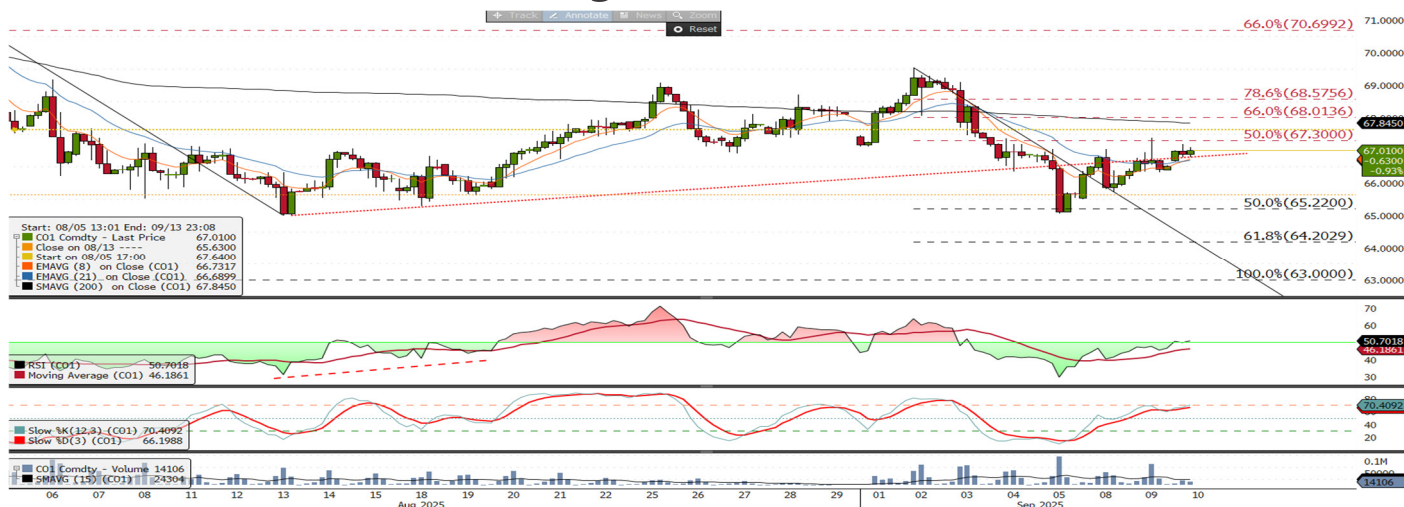 Track Annotate News Zoom
Reset
71.0000
66.0%(70.6992)
70.0000
69.0000
78.6%(68.5756)
66.0%(68.0136)
67.8450
50.0%(67.3000)
67.0100
-0.6300
-0.93%
66.0000
50.0%(65.2200)
65.0000
61.8%(64.2029)
64.0000
100.0%(63.0000)
63.0000
Start: 08/05 13:01 End: 09/13 23:08
CO1 Comdty - Last Price 67.0100
Close on 08/13 ---- 65.6300
Start on 08/05 17:00 67.6400
EMAVG (8) on Close (CO1) 66.7317
EMAVG (21) on Close (CO1) 66.6899
SMAVG (200) on Close (CO1) 67.8450
70
60
50.7018
46.1861
40
30
RSI (CO1) 50.7018
Moving Average (CO1) 46.1861
70.4092
40
20
Slow %K(12,3) (CO1) 70.4092
Slow %D(3) (CO1) 66.1988
0.1M
14106
CO1 Comdty - Volume 14106
SMAVG (15) (CO1) 24304
06 07 08 11 12 13 14 15 18 19 20 21 22 25 26 27 28 29 01 02 03 04 05 08 09 10
Aug 2025 Sep 2025